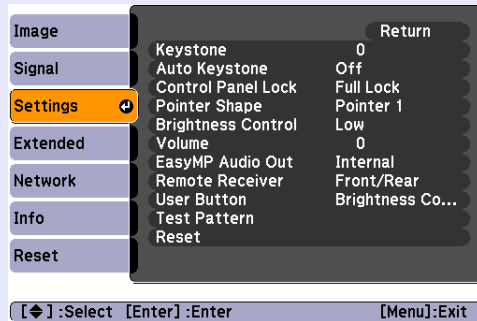 Image
Signal
Settings
Extended
Network
Info
Reset
Return
Keystone 0
Auto Keystone Off
Control Panel Lock Full Lock
Pointer Shape Pointer 1
Brightness Control Low
Volume 0
EasyMP Audio Out Internal
Remote Receiver Front/Rear
User Button Brightness Co...
Test Pattern
Reset
[◆] :Select [Enter] :Enter [Menu]:Exit